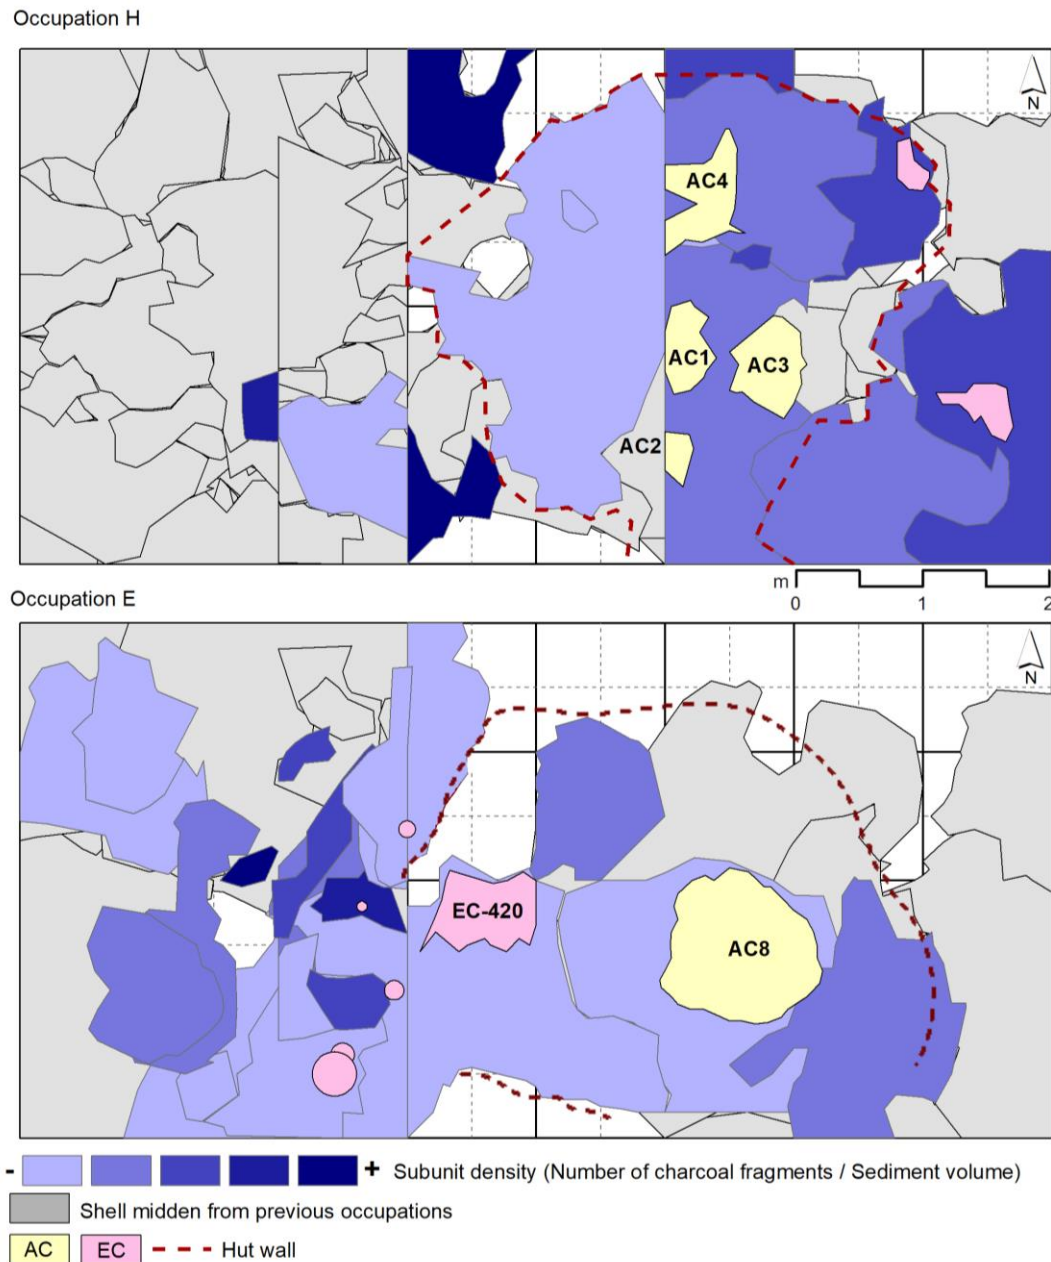 Occupation H
N
AC4
AC1
AC3
AC2
m
0
1
2
Occupation E
N
EC-420
AC8
- + Subunit density (Number of charcoal fragments / Sediment volume)
Shell midden from previous occupations
AC EC Hut wall